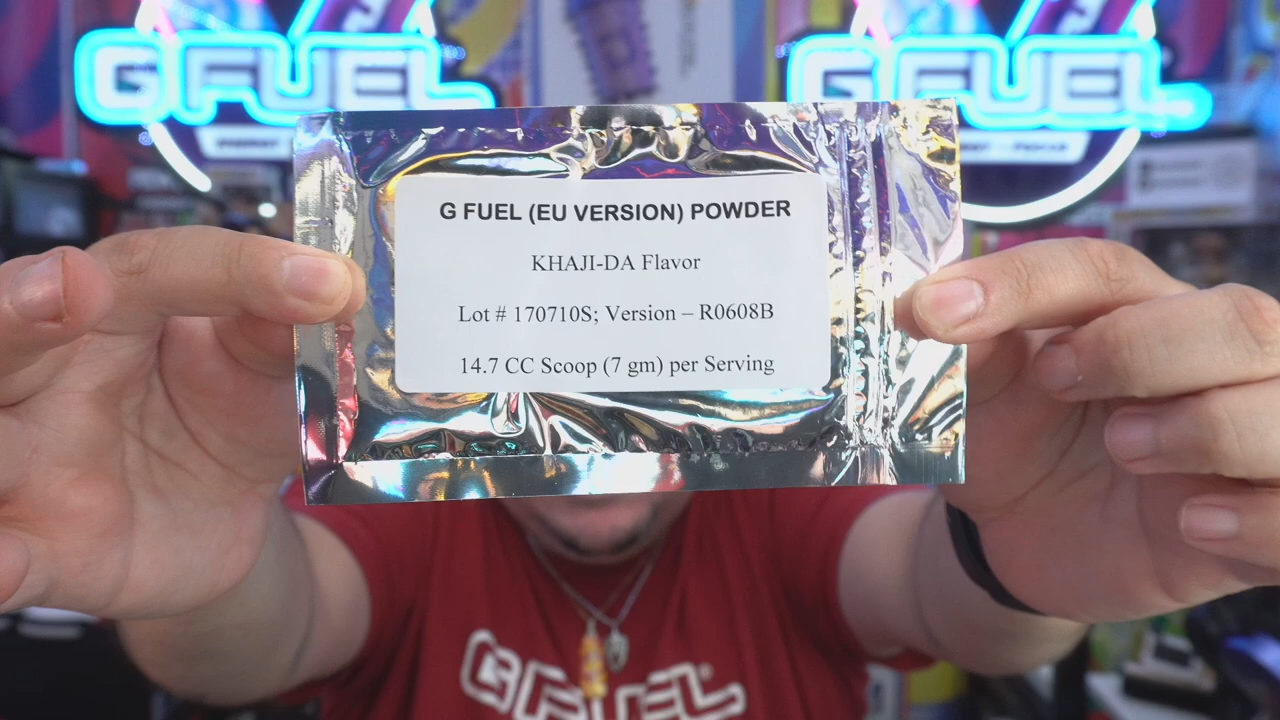 G FUEL
G FUEL
G FUEL (EU VERSION) POWDER
KHAJI-DA Flavor
Lot # 170710S; Version – R0608B
14.7 CC Scoop (7 gm) per Serving
G FUEL®